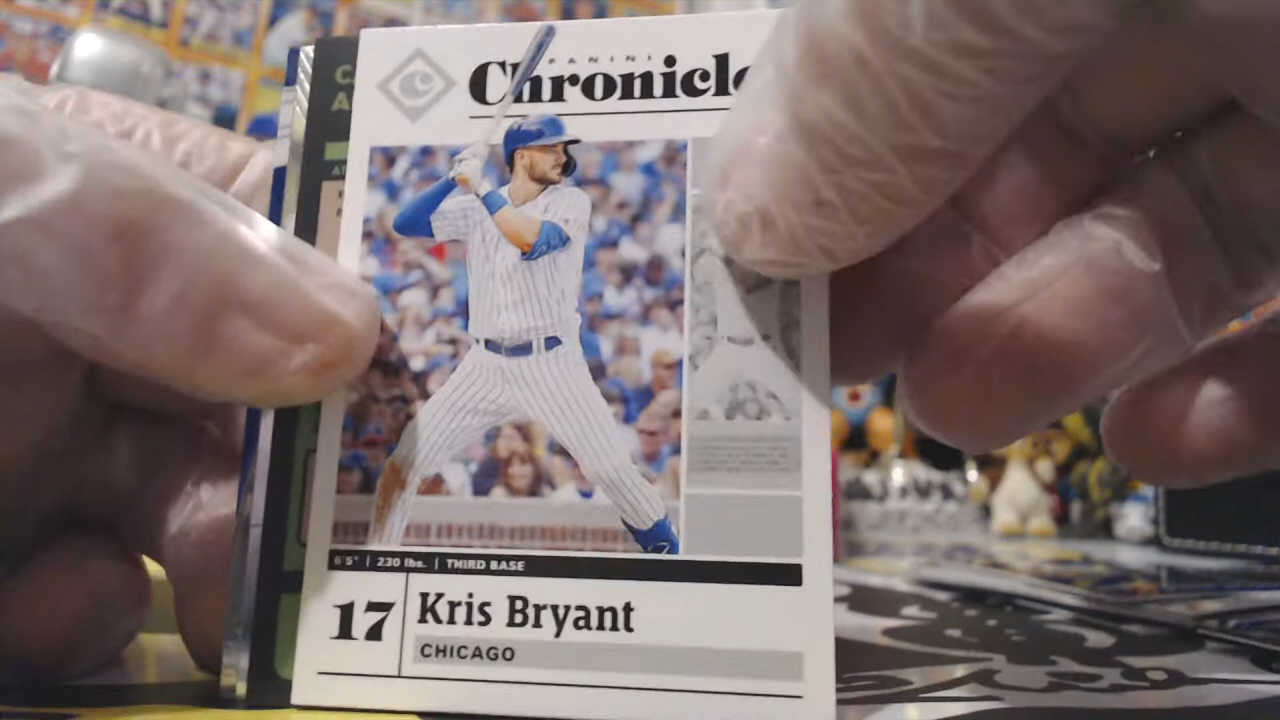 PANINI
Chronicle
6'5" | 230 lbs. | THIRD BASE
17
Kris Bryant
CHICAGO